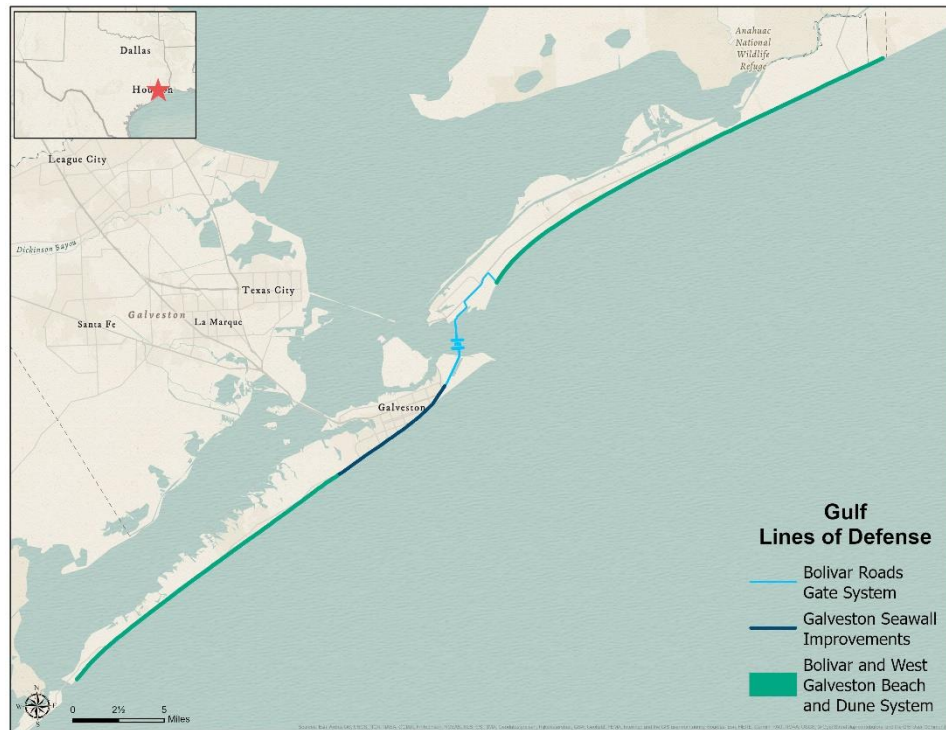 Dallas
Houston
Anahuac
National
Wildlife
Refuge
League City
Dickinson Bayou
Texas City
Galveston
Santa Fe
La Marque
Galveston
Gulf
Lines of Defense
Bolivar Roads
Gate System
Galveston Seawall
Improvements
Bolivar and West
Galveston Beach
and Dune System
N
W
E
S
0 2½ 5
Miles